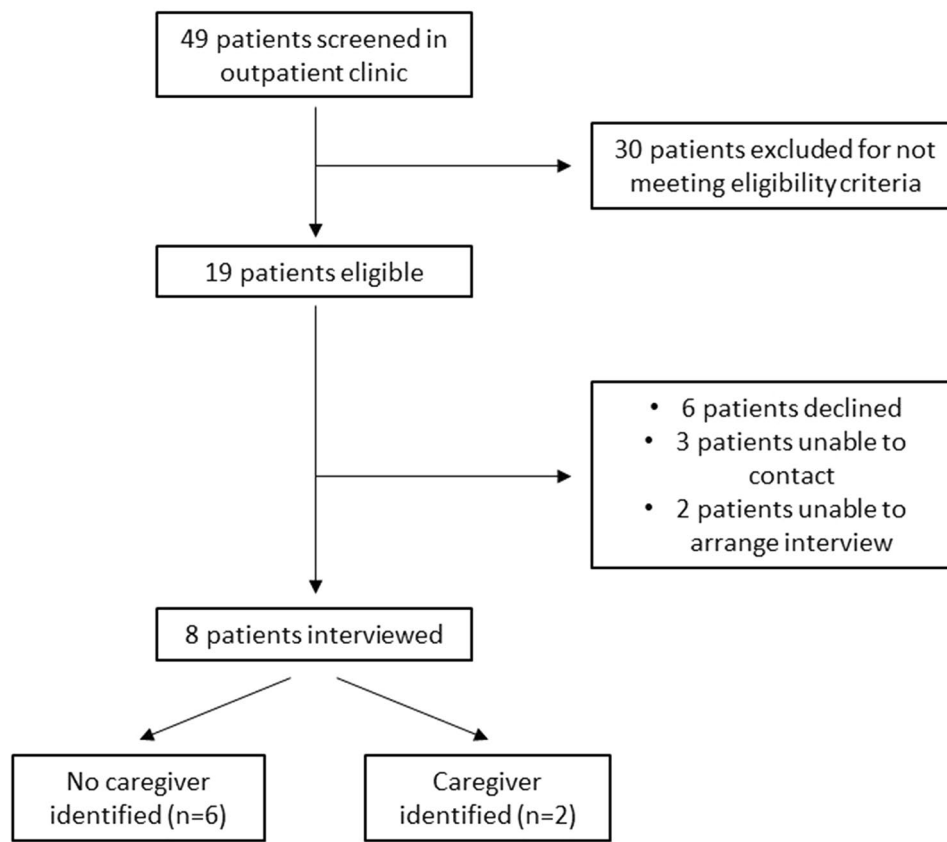 49 patients screened in
outpatient clinic
30 patients excluded for not
meeting eligibility criteria
19 patients eligible
• 6 patients declined
• 3 patients unable to
contact
• 2 patients unable to
arrange interview
8 patients interviewed
No caregiver
identified (n=6)
Caregiver
identified (n=2)